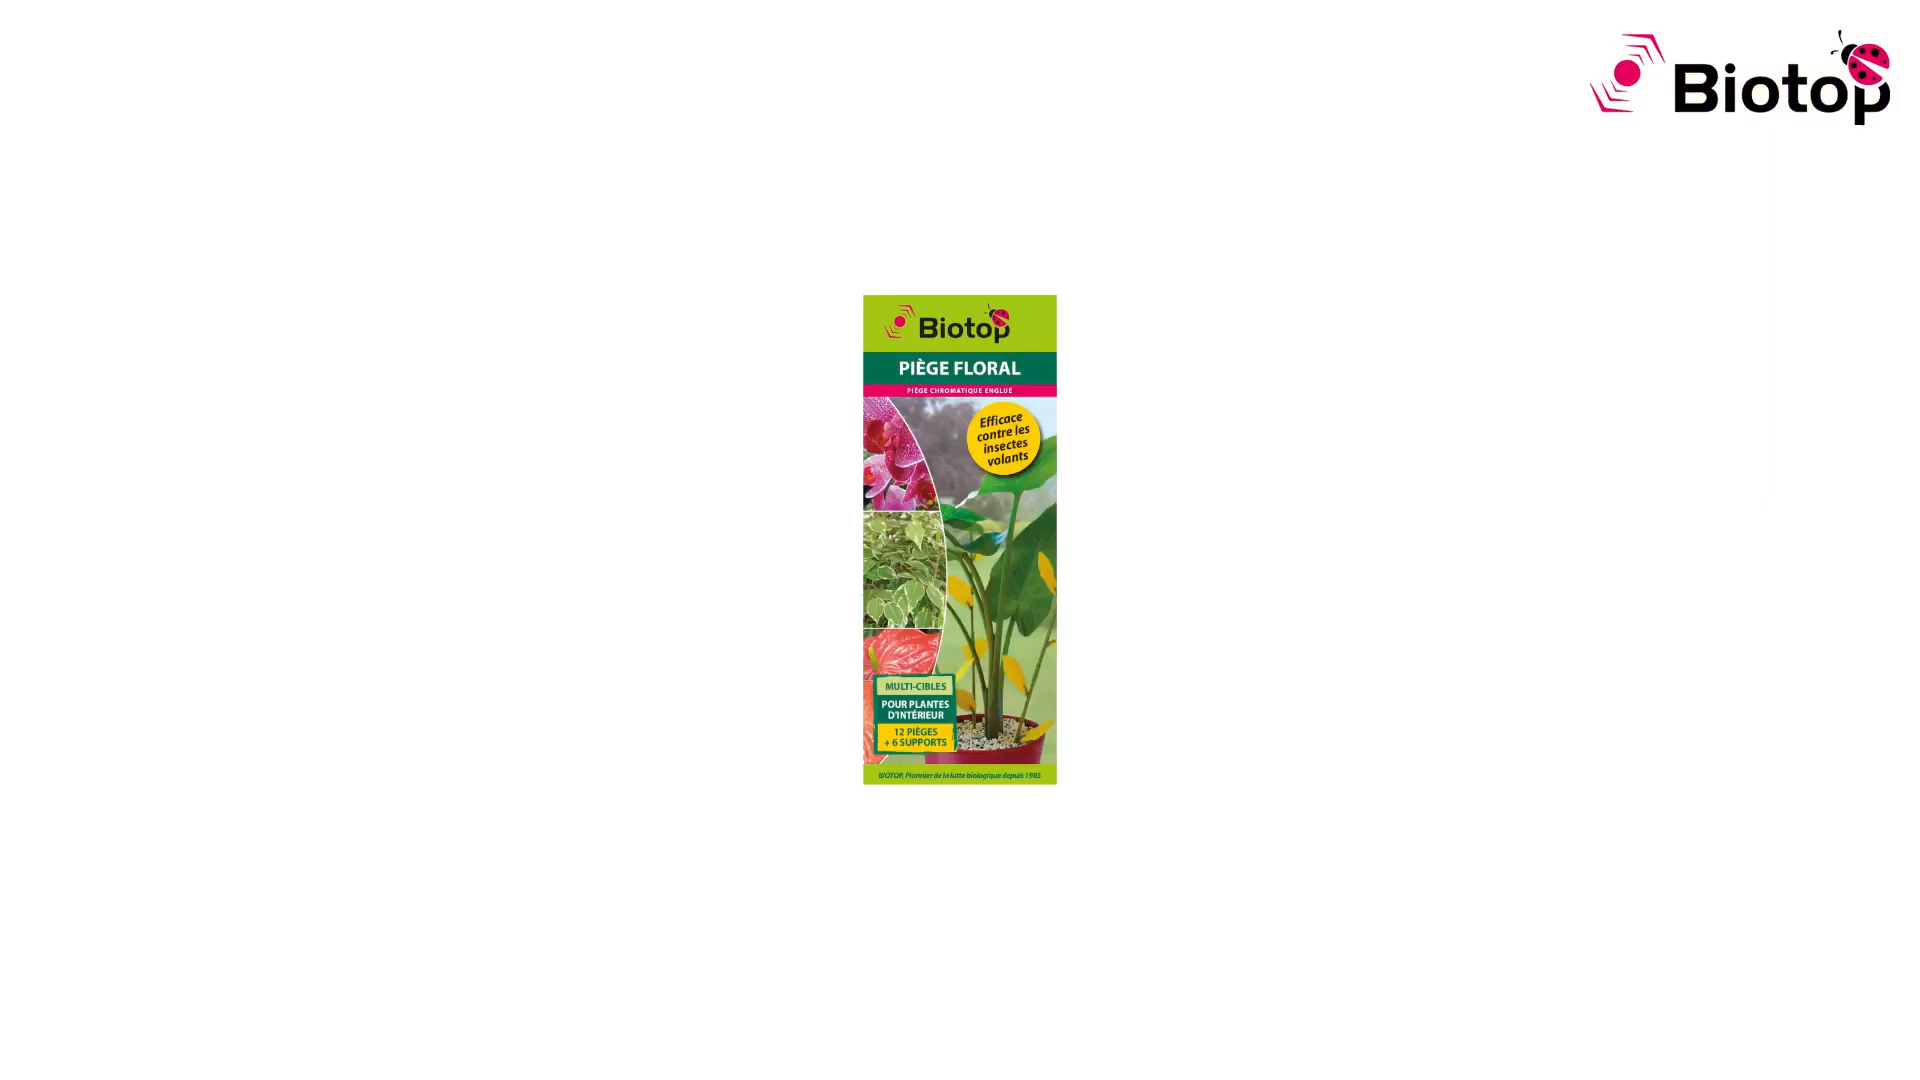 Biotop
Biotop
PIÈGE FLORAL
PIÈGE CHROMATIQUE ENGLUÉ
Efficace
contre les
insectes
volants
MULTI-CIBLES
POUR PLANTES
D'INTÉRIEUR
12 PIÈGES
+ 6 SUPPORTS
BIOTOP, Pionnier de la lutte biologique depuis 1985